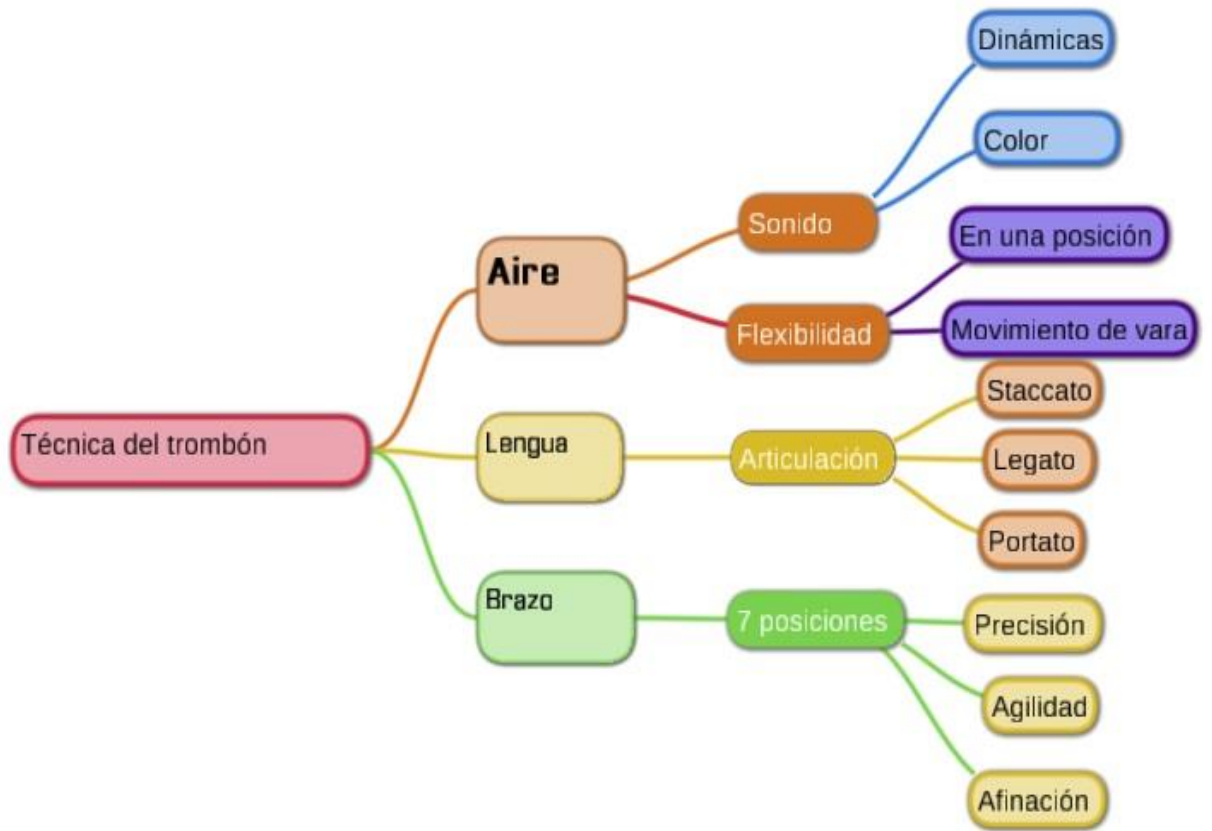 Técnica del trombón
Aire
Sonido
Dinámicas
Color
Flexibilidad
En una posición
Movimiento de vara
Lengua
Articulación
Staccato
Legato
Portato
Brazo
7 posiciones
Precisión
Agilidad
Afinación